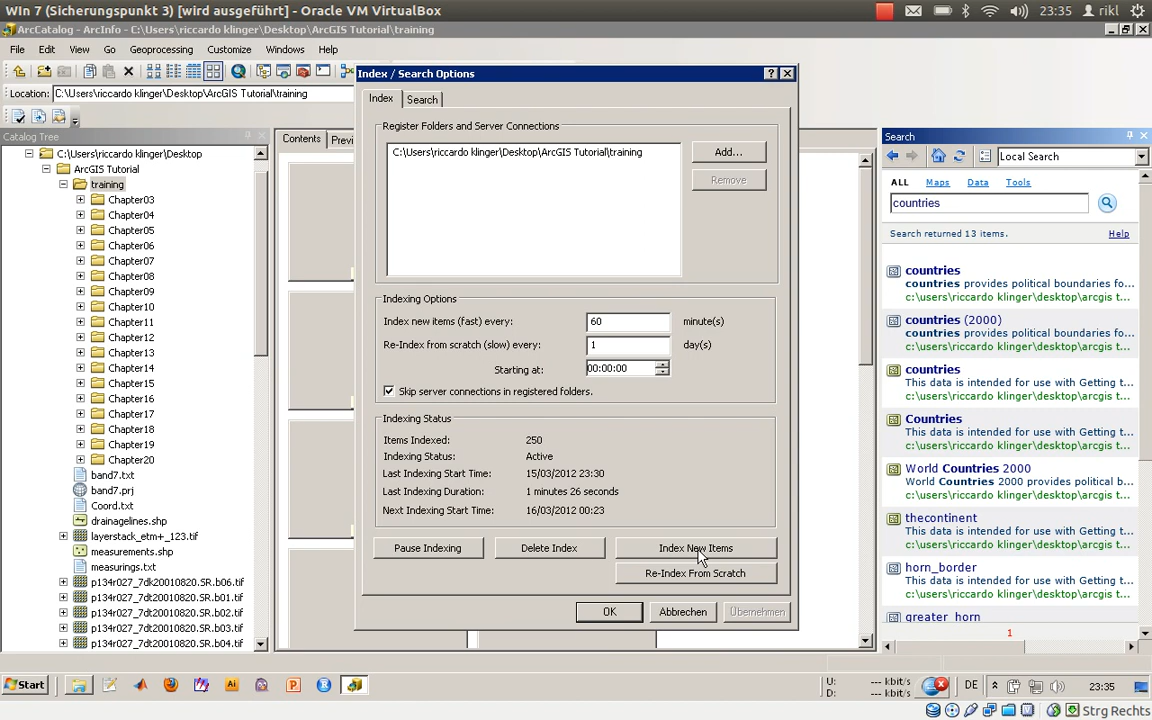 WIn 7 (Sicherungspunkt 3) [wird ausgeführt] - Oracle VM VirtualBox
23:35 rikl
ArcCatalog - ArcInfo - C:\Users\riccardo klinger\Desktop\ArcGIS Tutorial\training
File Edit View Go Geoprocessing Customize Windows Help
Location: C:\Users\riccardo klinger\Desktop\ArcGIS Tutorial\training
Catalog Tree
C:\Users\riccardo klinger\Desktop
ArcGIS Tutorial
training
Chapter03
Chapter04
Chapter05
Chapter06
Chapter07
Chapter08
Chapter09
Chapter10
Chapter11
Chapter12
Chapter13
Chapter14
Chapter15
Chapter16
Chapter17
Chapter18
Chapter19
Chapter20
band7.txt
band7.prj
Coord.txt
drainagelines.shp
layerstack_etm+_123.tif
measurements.shp
measurings.txt
p134r027_7dk20010820.SR.b06.tif
p134r027_7dt20010820.SR.b01.tif
p134r027_7dt20010820.SR.b02.tif
p134r027_7dt20010820.SR.b03.tif
p134r027_7dt20010820.SR.b04.tif
Contents Previ
Index / Search Options
Index Search
Register Folders and Server Connections
C:\Users\riccardo klinger\Desktop\ArcGIS Tutorial\training
Add...
Remove
Indexing Options
Index new items (fast) every: 60 minute(s)
Re-Index from scratch (slow) every: 1 day(s)
Starting at: 00:00:00
Skip server connections in registered folders.
Indexing Status
Items Indexed: 250
Indexing Status: Active
Last Indexing Start Time: 15/03/2012 23:30
Last Indexing Duration: 1 minutes 26 seconds
Next Indexing Start Time: 16/03/2012 00:23
Pause Indexing Delete Index Index New Items
Re-Index From Scratch
OK Abbrechen Übernehmen
Search
Local Search
ALL Maps Data Tools
countries
Search returned 13 items. Help
countries
countries provides political boundaries fo...
c:\users\riccardo klinger\desktop\arcgis t...
countries (2000)
countries provides political boundaries fo...
c:\users\riccardo klinger\desktop\arcgis t...
countries
This data is intended for use with Getting t...
c:\users\riccardo klinger\desktop\arcgis t...
Countries
This data is intended for use with Getting t...
c:\users\riccardo klinger\desktop\arcgis t...
World Countries 2000
World Countries 2000 provides political b...
c:\users\riccardo klinger\desktop\arcgis t...
thecontinent
This data is intended for use with Getting t...
c:\users\riccardo klinger\desktop\arcgis t...
horn_border
This data is intended for use with Getting t...
c:\users\riccardo klinger\desktop\arcgis t...
greater_horn
1
Start
U: --- kbit/s
D: --- kbit/s
DE 23:35
Strg Rechts